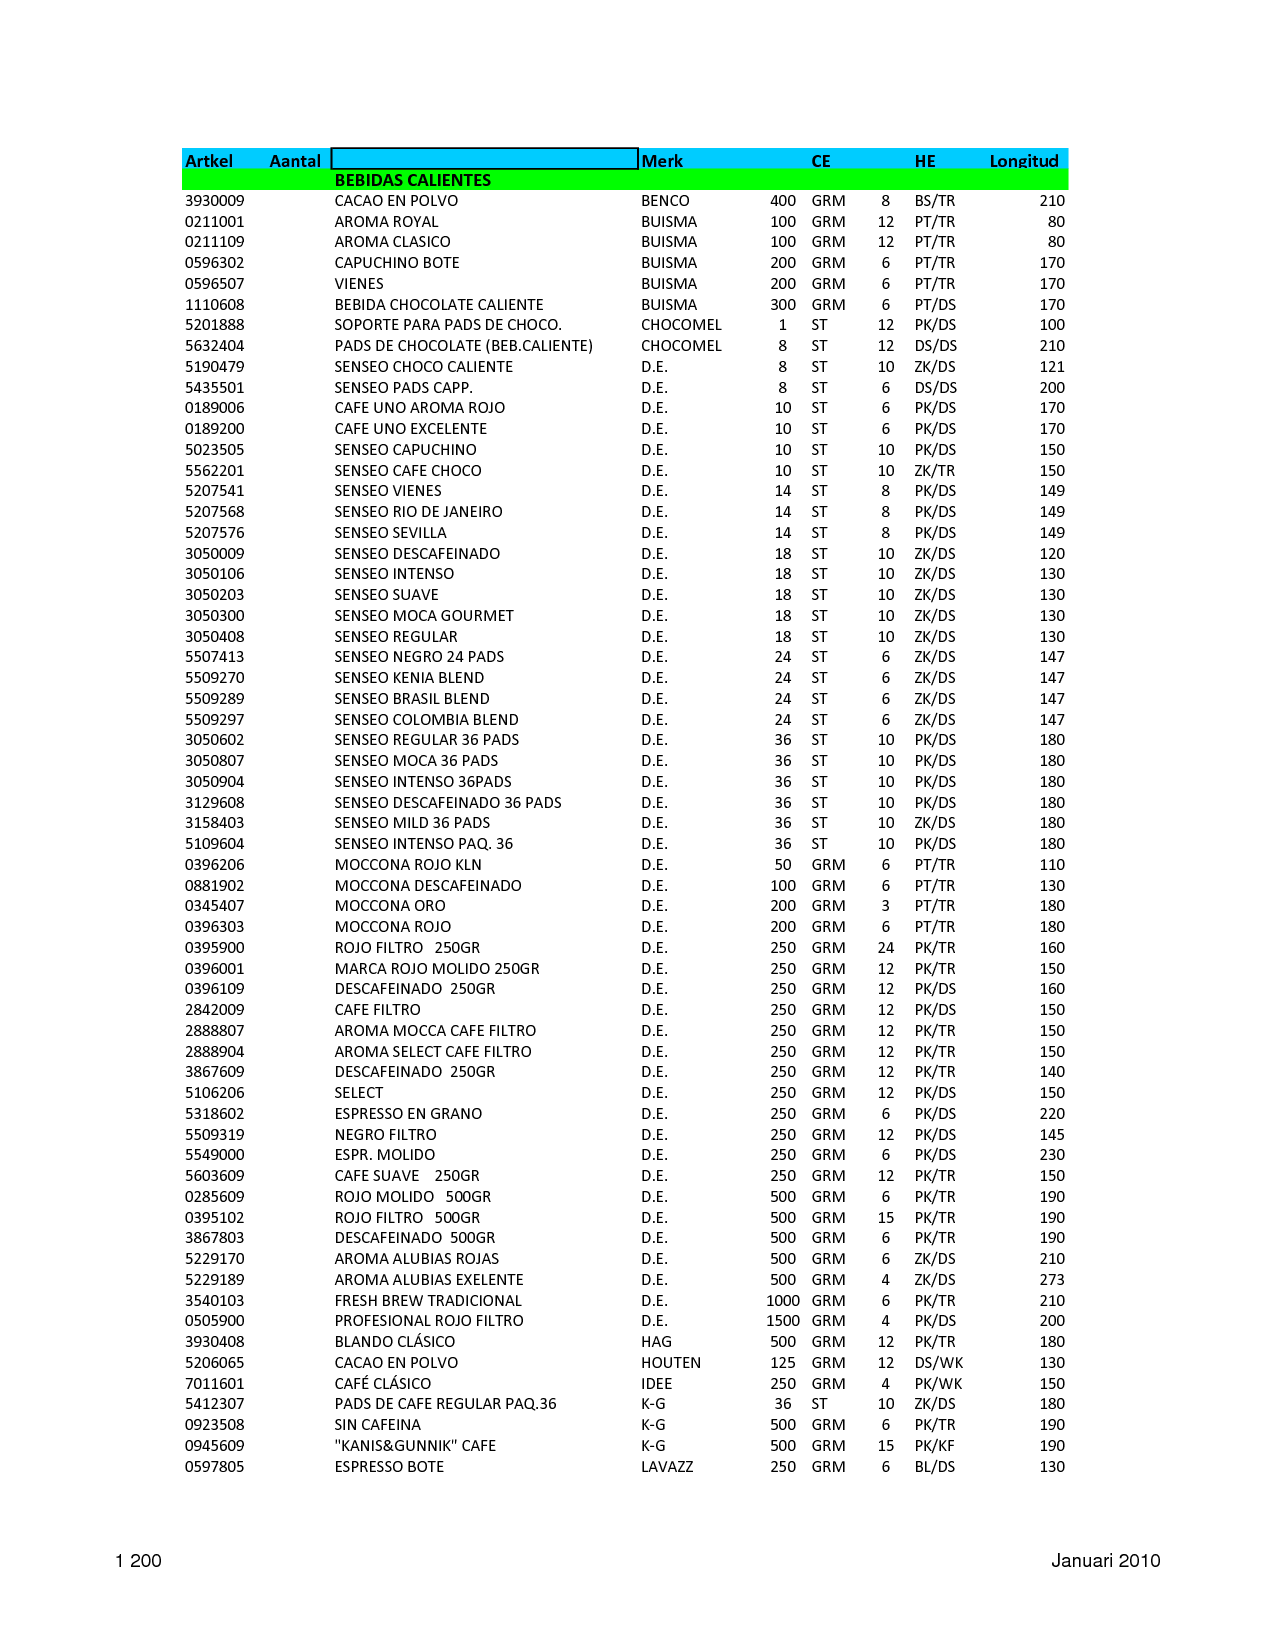 Artkel Aantal Merk CE HE Longitud
BEBIDAS CALIENTES
3930009 CACAO EN POLVO BENCO 400 GRM 8 BS/TR 210
0211001 AROMA ROYAL BUISMA 100 GRM 12 PT/TR 80
0211109 AROMA CLASICO BUISMA 100 GRM 12 PT/TR 80
0596302 CAPUCHINO BOTE BUISMA 200 GRM 6 PT/TR 170
0596507 VIENES BUISMA 200 GRM 6 PT/TR 170
1110608 BEBIDA CHOCOLATE CALIENTE BUISMA 300 GRM 6 PT/DS 170
5201888 SOPORTE PARA PADS DE CHOCO. CHOCOMEL 1 ST 12 PK/DS 100
5632404 PADS DE CHOCOLATE (BEB.CALIENTE) CHOCOMEL 8 ST 12 DS/DS 210
5190479 SENSEO CHOCO CALIENTE D.E. 8 ST 10 ZK/DS 121
5435501 SENSEO PADS CAPP. D.E. 8 ST 6 DS/DS 200
0189006 CAFE UNO AROMA ROJO D.E. 10 ST 6 PK/DS 170
0189200 CAFE UNO EXCELENTE D.E. 10 ST 6 PK/DS 170
5023505 SENSEO CAPUCHINO D.E. 10 ST 10 PK/DS 150
5562201 SENSEO CAFE CHOCO D.E. 10 ST 10 ZK/TR 150
5207541 SENSEO VIENES D.E. 14 ST 8 PK/DS 149
5207568 SENSEO RIO DE JANEIRO D.E. 14 ST 8 PK/DS 149
5207576 SENSEO SEVILLA D.E. 14 ST 8 PK/DS 149
3050009 SENSEO DESCAFEINADO D.E. 18 ST 10 ZK/DS 120
3050106 SENSEO INTENSO D.E. 18 ST 10 ZK/DS 130
3050203 SENSEO SUAVE D.E. 18 ST 10 ZK/DS 130
3050300 SENSEO MOCA GOURMET D.E. 18 ST 10 ZK/DS 130
3050408 SENSEO REGULAR D.E. 18 ST 10 ZK/DS 130
5507413 SENSEO NEGRO 24 PADS D.E. 24 ST 6 ZK/DS 147
5509270 SENSEO KENIA BLEND D.E. 24 ST 6 ZK/DS 147
5509289 SENSEO BRASIL BLEND D.E. 24 ST 6 ZK/DS 147
5509297 SENSEO COLOMBIA BLEND D.E. 24 ST 6 ZK/DS 147
3050602 SENSEO REGULAR 36 PADS D.E. 36 ST 10 PK/DS 180
3050807 SENSEO MOCA 36 PADS D.E. 36 ST 10 PK/DS 180
3050904 SENSEO INTENSO 36PADS D.E. 36 ST 10 PK/DS 180
3129608 SENSEO DESCAFEINADO 36 PADS D.E. 36 ST 10 PK/DS 180
3158403 SENSEO MILD 36 PADS D.E. 36 ST 10 ZK/DS 180
5109604 SENSEO INTENSO PAQ. 36 D.E. 36 ST 10 PK/DS 180
0396206 MOCCONA ROJO KLN D.E. 50 GRM 6 PT/TR 110
0881902 MOCCONA DESCAFEINADO D.E. 100 GRM 6 PT/TR 130
0345407 MOCCONA ORO D.E. 200 GRM 3 PT/TR 180
0396303 MOCCONA ROJO D.E. 200 GRM 6 PT/TR 180
0395900 ROJO FILTRO 250GR D.E. 250 GRM 24 PK/TR 160
0396001 MARCA ROJO MOLIDO 250GR D.E. 250 GRM 12 PK/TR 150
0396109 DESCAFEINADO 250GR D.E. 250 GRM 12 PK/DS 160
2842009 CAFE FILTRO D.E. 250 GRM 12 PK/DS 150
2888807 AROMA MOCCA CAFE FILTRO D.E. 250 GRM 12 PK/TR 150
2888904 AROMA SELECT CAFE FILTRO D.E. 250 GRM 12 PK/TR 150
3867609 DESCAFEINADO 250GR D.E. 250 GRM 12 PK/TR 140
5106206 SELECT D.E. 250 GRM 12 PK/DS 150
5318602 ESPRESSO EN GRANO D.E. 250 GRM 6 PK/DS 220
5509319 NEGRO FILTRO D.E. 250 GRM 12 PK/DS 145
5549000 ESPR. MOLIDO D.E. 250 GRM 6 PK/DS 230
5603609 CAFE SUAVE 250GR D.E. 250 GRM 12 PK/TR 150
0285609 ROJO MOLIDO 500GR D.E. 500 GRM 6 PK/TR 190
0395102 ROJO FILTRO 500GR D.E. 500 GRM 15 PK/TR 190
3867803 DESCAFEINADO 500GR D.E. 500 GRM 6 PK/TR 190
5229170 AROMA ALUBIAS ROJAS D.E. 500 GRM 6 ZK/DS 210
5229189 AROMA ALUBIAS EXELENTE D.E. 500 GRM 4 ZK/DS 273
3540103 FRESH BREW TRADICIONAL D.E. 1000 GRM 6 PK/TR 210
0505900 PROFESIONAL ROJO FILTRO D.E. 1500 GRM 4 PK/DS 200
3930408 BLANDO CLÁSICO HAG 500 GRM 12 PK/TR 180
5206065 CACAO EN POLVO HOUTEN 125 GRM 12 DS/WK 130
7011601 CAFÉ CLÁSICO IDEE 250 GRM 4 PK/WK 150
5412307 PADS DE CAFE REGULAR PAQ.36 K-G 36 ST 10 ZK/DS 180
0923508 SIN CAFEINA K-G 500 GRM 6 PK/TR 190
0945609 "KANIS&GUNNIK" CAFE K-G 500 GRM 15 PK/KF 190
0597805 ESPRESSO BOTE LAVAZZ 250 GRM 6 BL/DS 130
1 200 Januari 2010